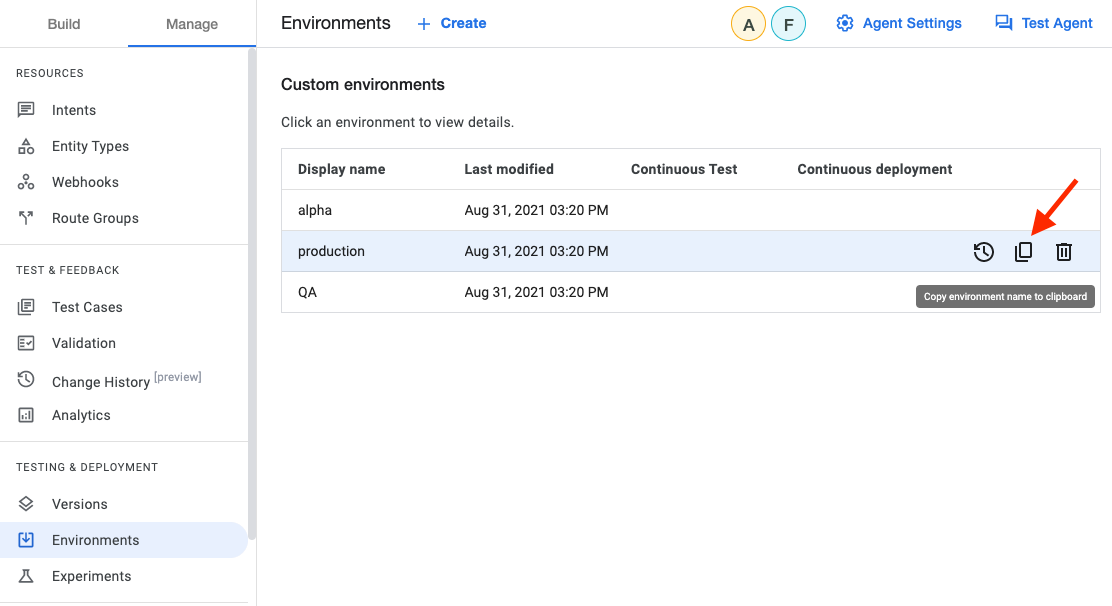 Build Manage
Environments + Create A F Agent Settings Test Agent
RESOURCES
Intents
Entity Types
Webhooks
Route Groups
TEST & FEEDBACK
Test Cases
Validation
Change History [preview]
Analytics
TESTING & DEPLOYMENT
Versions
Environments
Experiments
Custom environments
Click an environment to view details.
Display name Last modified Continuous Test Continuous deployment
alpha Aug 31, 2021 03:20 PM
production Aug 31, 2021 03:20 PM
QA Aug 31, 2021 03:20 PM
Copy environment name to clipboard